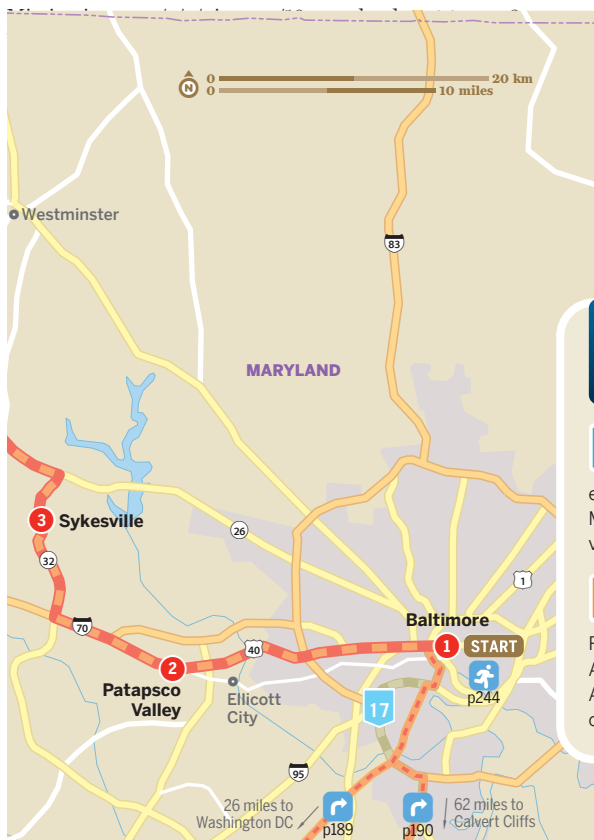 0 20 km
N
0 10 miles
Westminster
83
MARYLAND
3 Sykesville
26
32
1
70
Baltimore
40
1 START
2
Patapsco
Valley
Ellicott
City
p244
17
95
26 miles to
Washington DC
p189
p190
62 miles to
Calvert Cliffs